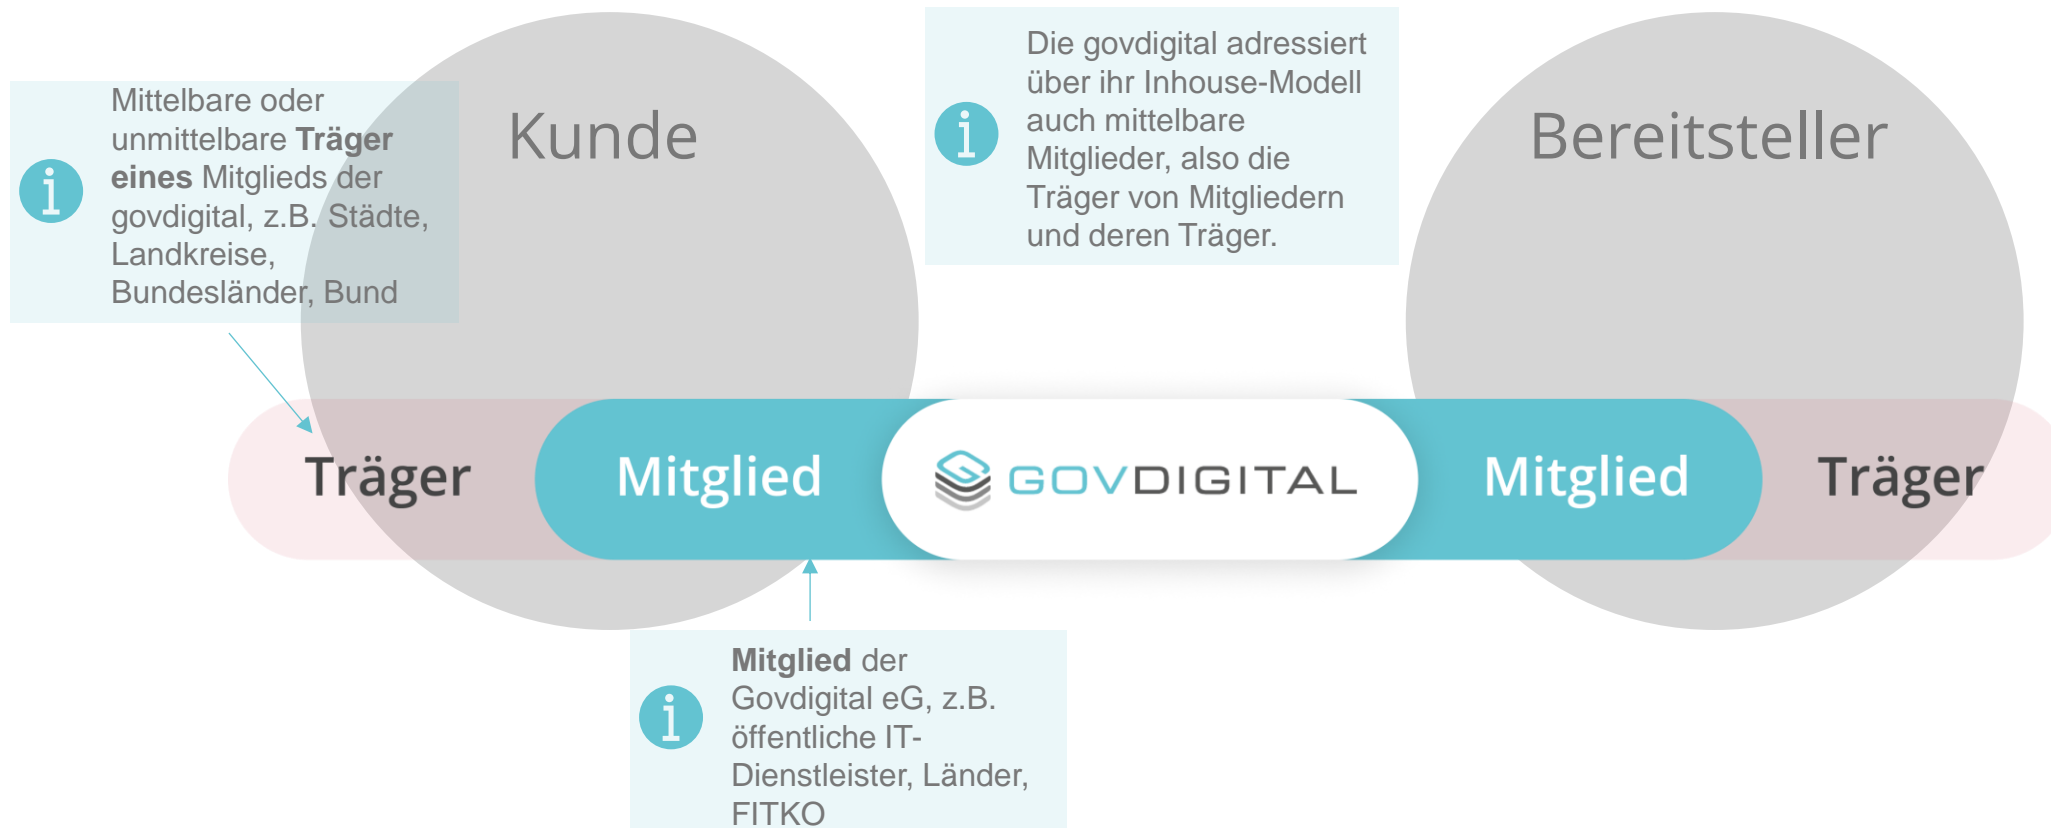 Mittelbare oder
unmittelbare Träger
eines Mitglieds der
govdigital, z.B. Städte,
Landkreise,
Bundesländer, Bund
Kunde
Die govdigital adressiert
über ihr Inhouse-Modell
auch mittelbare
Mitglieder, also die
Träger von Mitgliedern
und deren Träger.
Bereitsteller
Träger
Mitglied
GOVDIGITAL
Mitglied
Träger
Mitglied der
Govdigital eG, z.B.
öffentliche IT-
Dienstleister, Länder,
FITKO